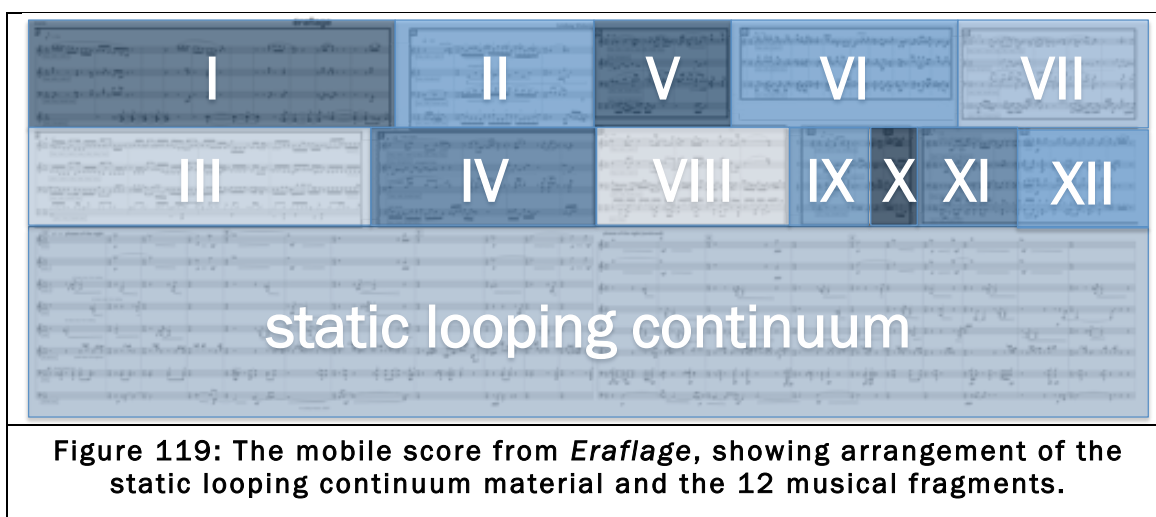 Eraflage
I II V VI VII
III IV VIII IX X XI XII
static looping continuum
Figure 119: The mobile score from Eraflage, showing arrangement of the
static looping continuum material and the 12 musical fragments.